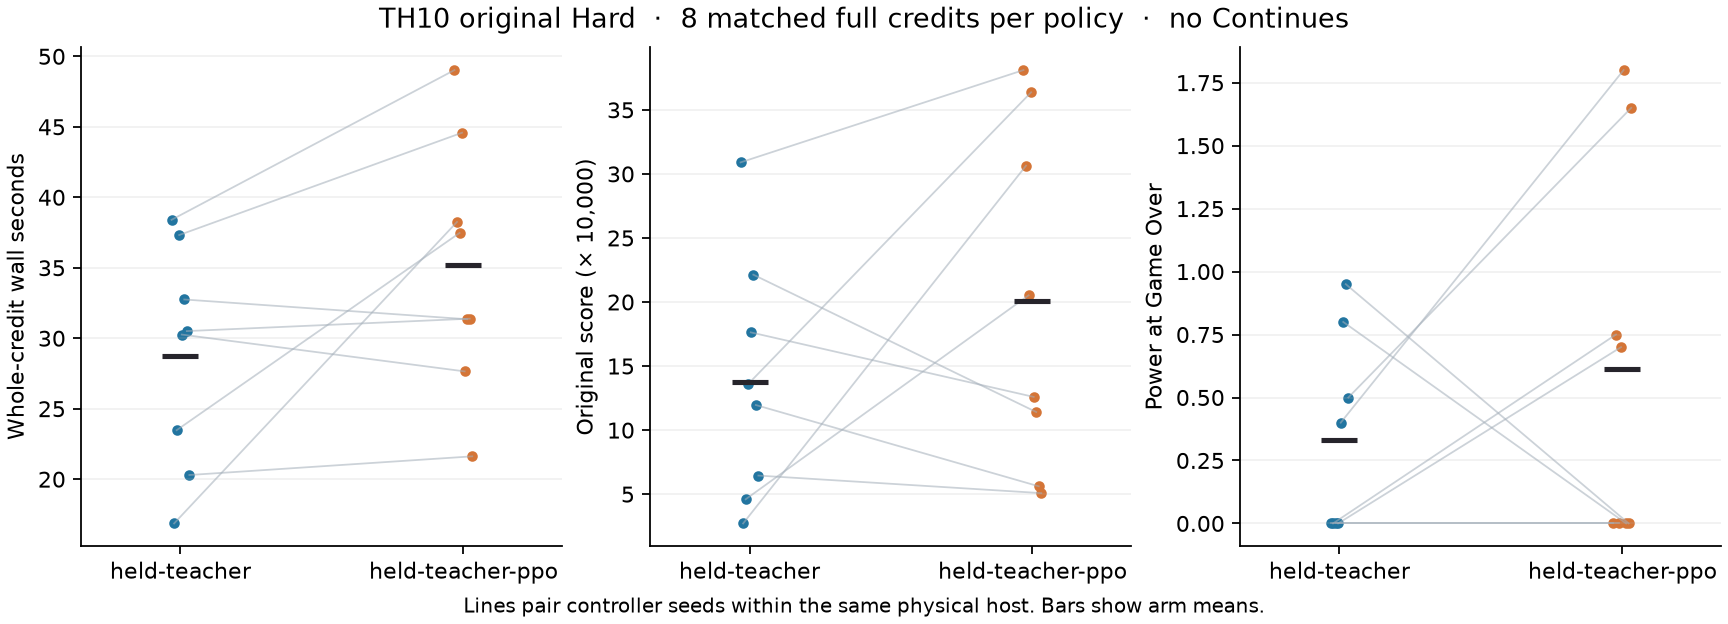 TH10 original Hard · 8 matched full credits per policy · no Continues
Whole-credit wall seconds
50
45
40
35
30
25
20
held-teacher
held-teacher-ppo
Original score (× 10,000)
35
30
25
20
15
10
5
held-teacher
held-teacher-ppo
Power at Game Over
1.75
1.50
1.25
1.00
0.75
0.50
0.25
0.00
held-teacher
held-teacher-ppo
Lines pair controller seeds within the same physical host. Bars show arm means.